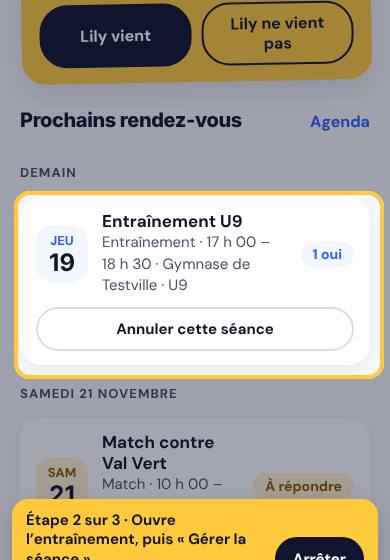 Lily vient
Lily ne vient
pas
Prochains rendez-vous
Agenda
DEMAIN
JEU
19
Entraînement U9
Entraînement · 17 h 00 –
18 h 30 · Gymnase de
Testville · U9
1 oui
Annuler cette séance
SAMEDI 21 NOVEMBRE
SAM
21
Match contre
Val Vert
Match · 10 h 00 –
À répondre
Étape 2 sur 3 · Ouvre
l’entraînement, puis « Gérer la
séance »
Arrêter